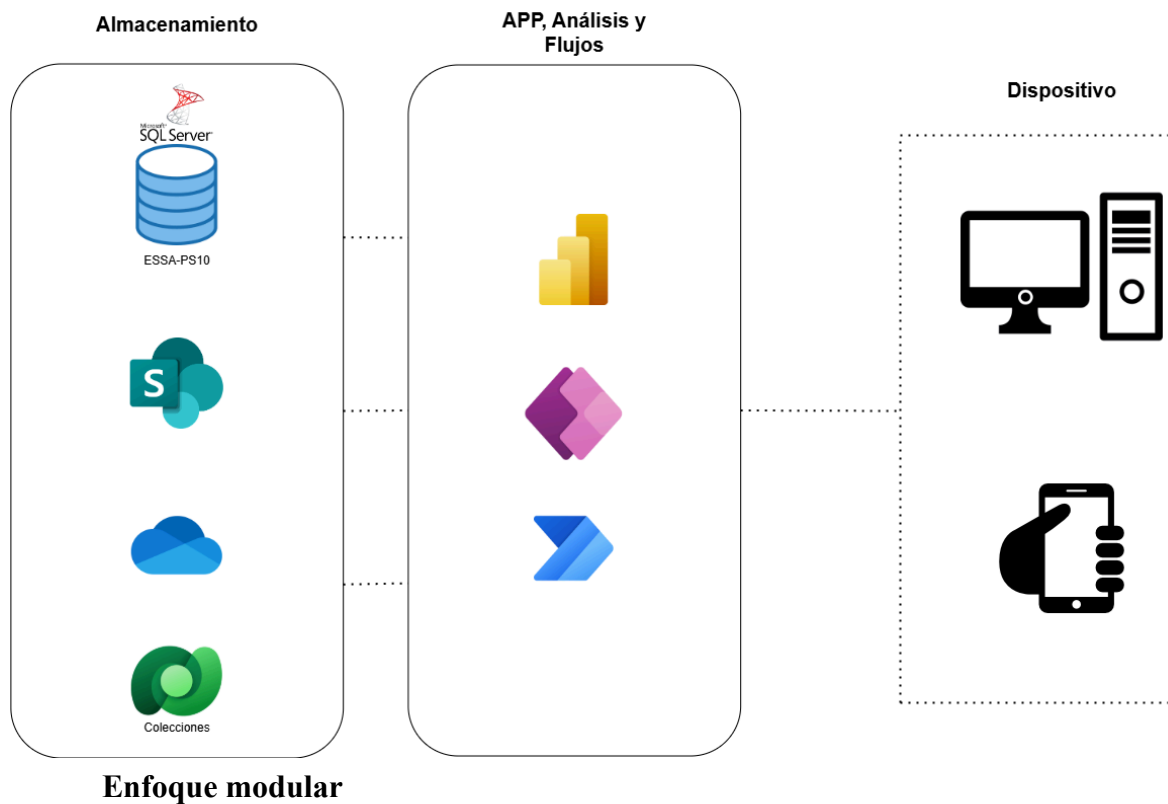 Almacenamiento
APP, Análisis y
Flujos
Dispositivo
Microsoft
SQL Server
ESSA-PS10
S
Colecciones
Enfoque modular